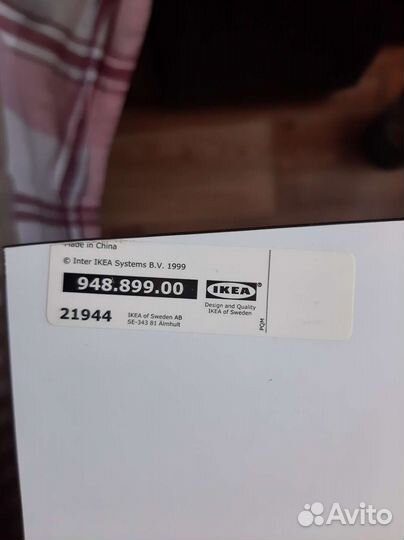 Made in China
© Inter IKEA Systems B.V. 1999
948.899.00
21944
IKEA of Sweden AB
SE-343 81 Älmhult
IKEA®
Design and Quality
IKEA of Sweden
PQM
Avito